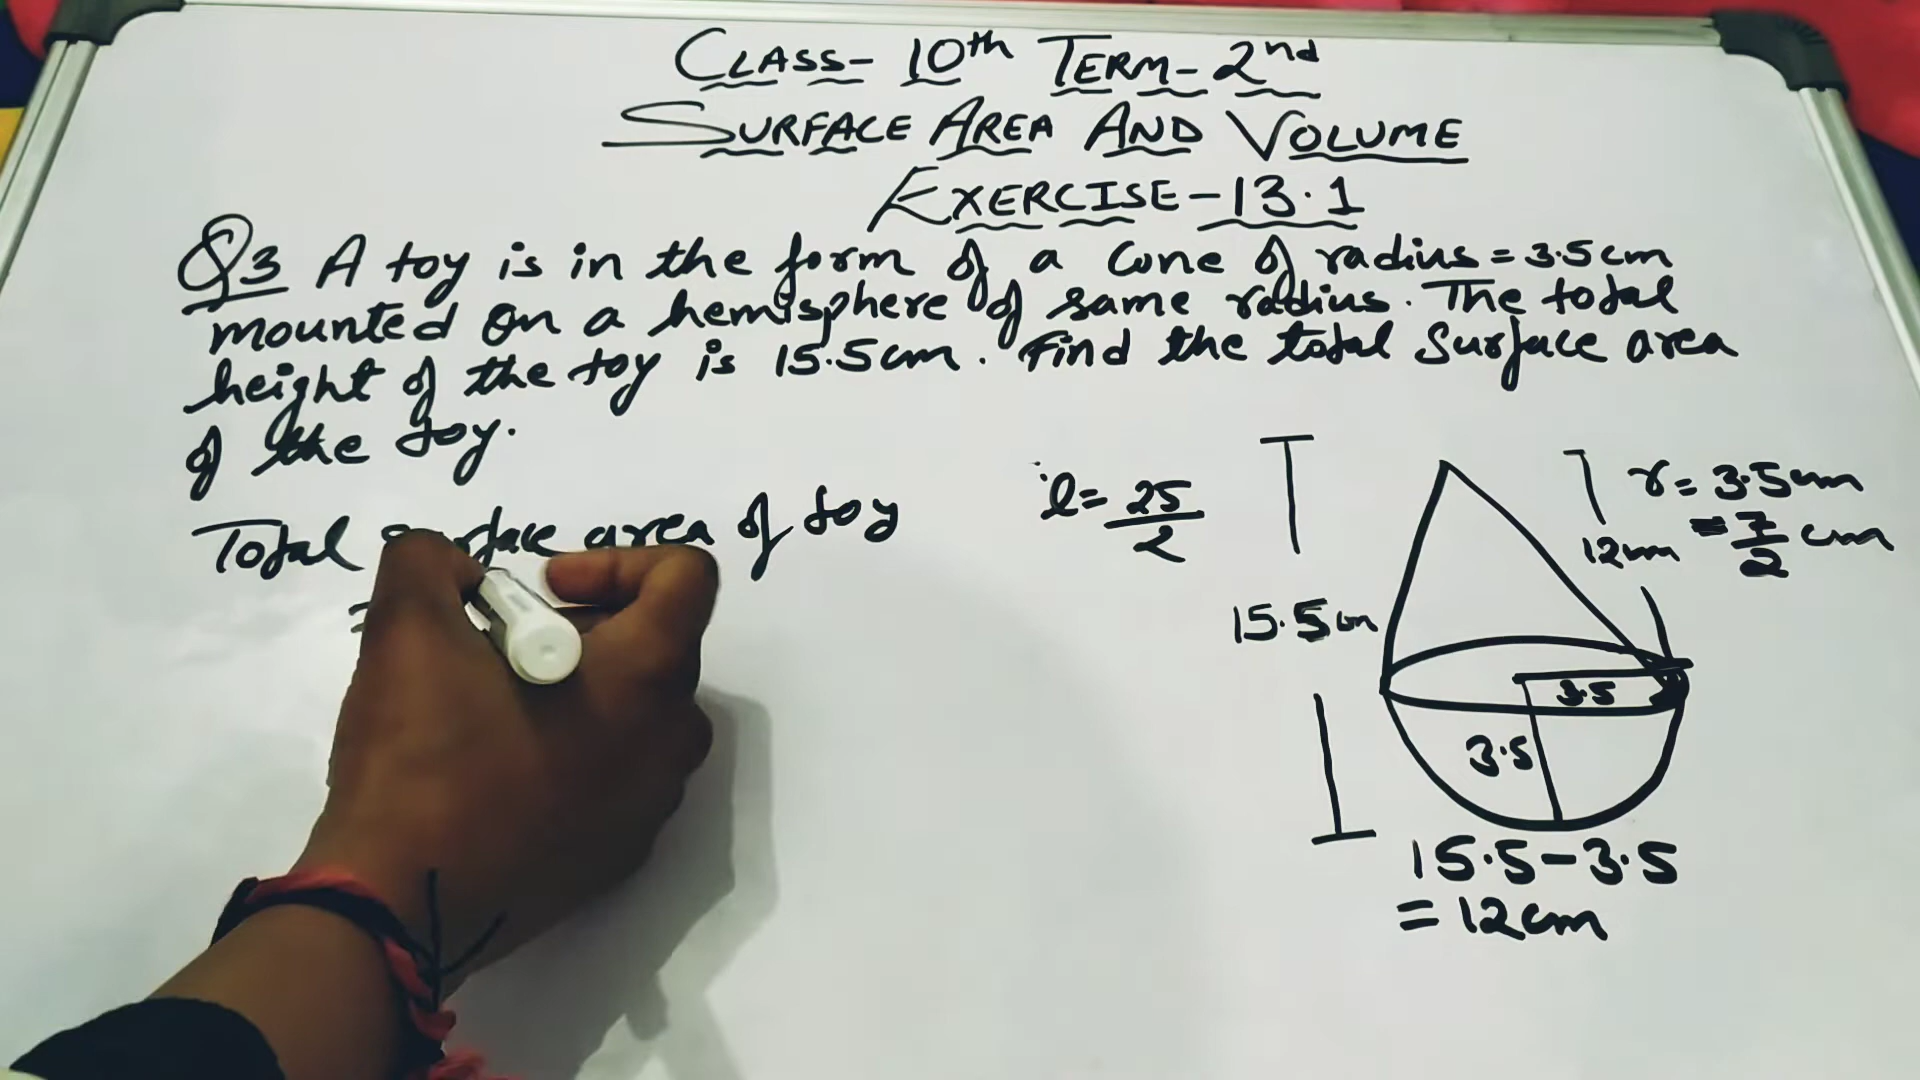 CLASS- 10th TERM- 2nd
SURFACE AREA AND VOLUME
EXERCISE-13.1
Q3 A toy is in the form of a cone of radius = 3.5cm
mounted on a hemisphere of same radius. The total
height of the toy is 15.5cm. Find the total surface area
of the toy.
Total surface area of toy
=
l = 25/2
r = 3.5cm
= 7/2 cm
12cm
15.5cm
3.5
3.5
15.5-3.5
= 12cm